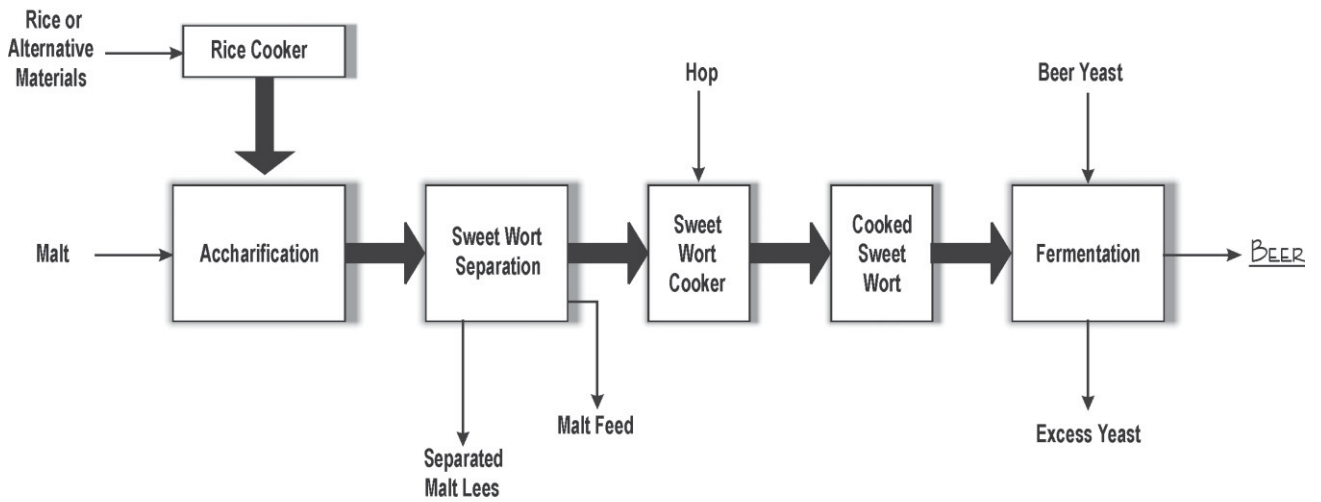 Rice or
Alternative
Materials
Rice Cooker
Hop
Beer Yeast
Malt
Accharification
Sweet Wort
Separation
Sweet
Wort
Cooker
Cooked
Sweet
Wort
Fermentation
BEER
Malt Feed
Separated
Malt Lees
Excess Yeast